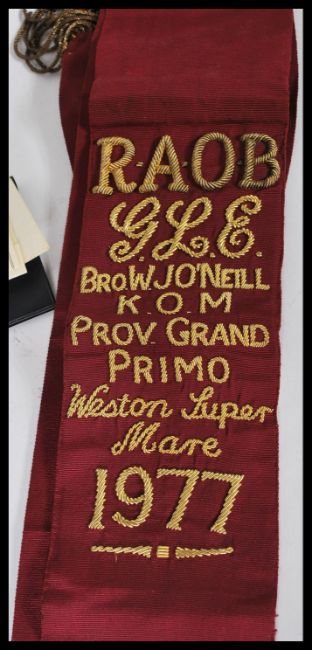 R·A·O·B
G.L.E.
BRO.W.J.O'NEILL
K.O.M
PROV. GRAND
PRIMO
Weston Super
Mare
1977